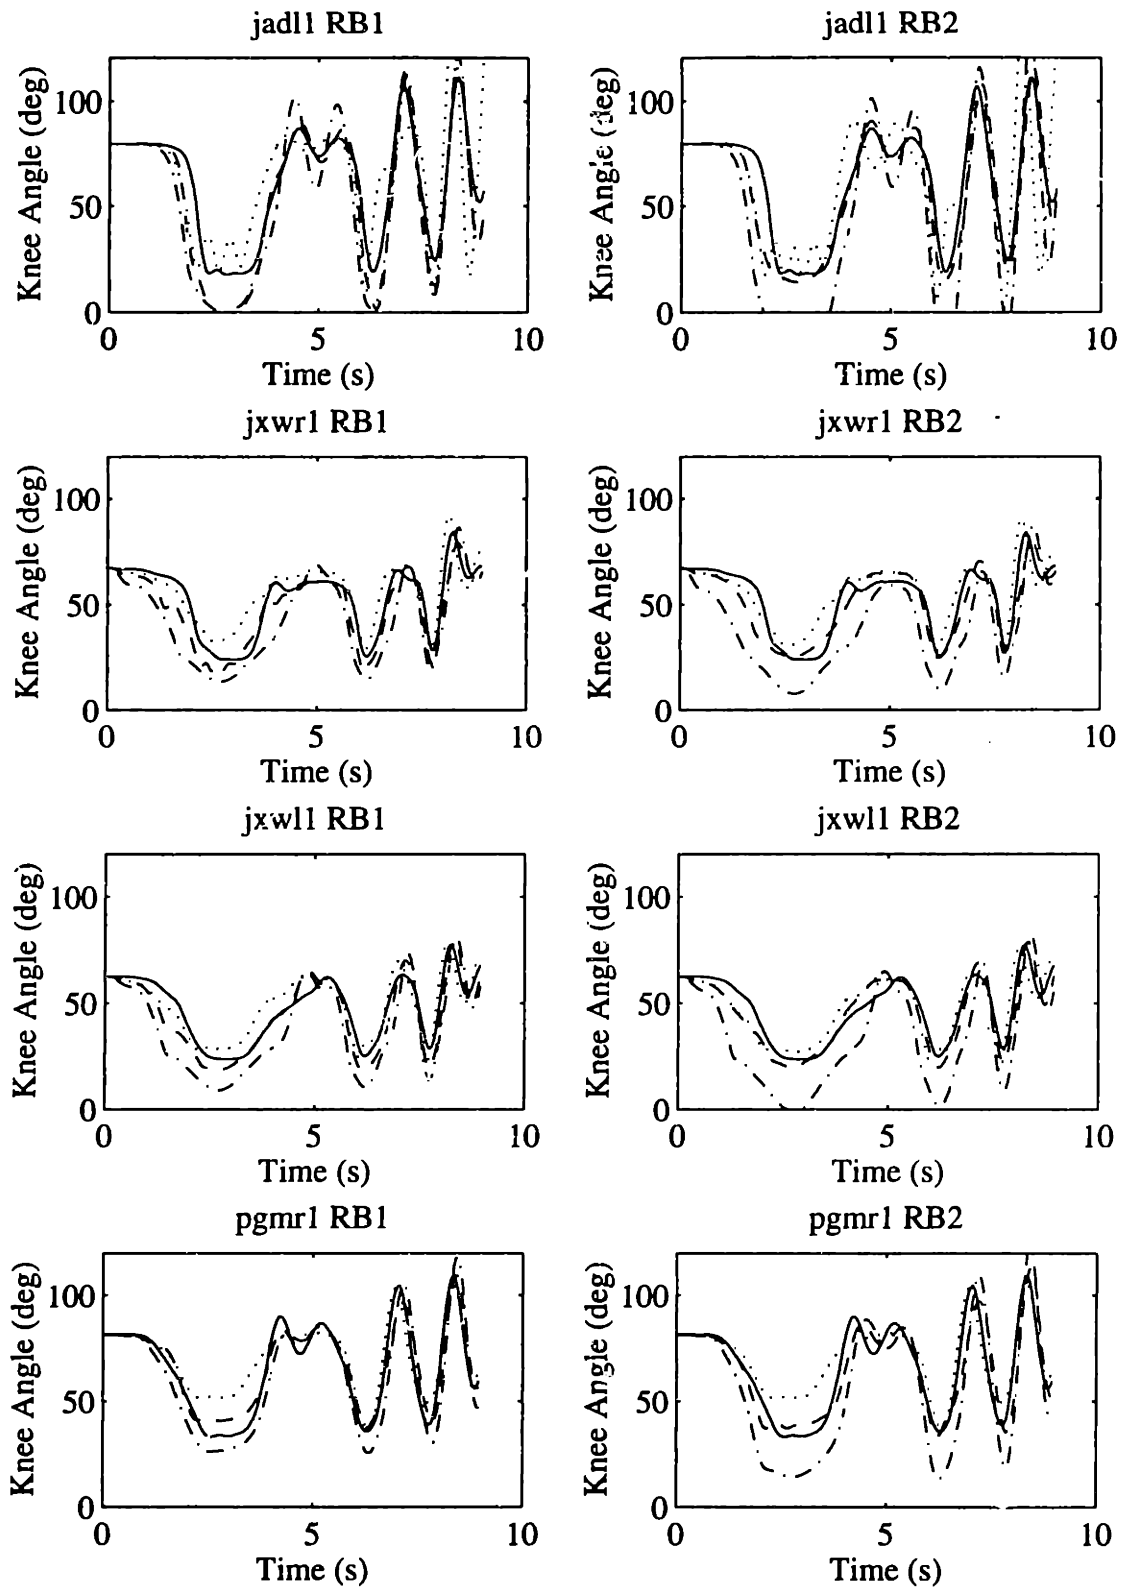 jadl1 RB1
jadl1 RB2
Knee Angle (deg)
100
50
0
0 5 10
Time (s)
Knee Angle (deg)
100
50
0
0 5 10
Time (s)
jxwr1 RB1
jxwr1 RB2
Knee Angle (deg)
100
50
0
0 5 10
Time (s)
Knee Angle (deg)
100
50
0
0 5 10
Time (s)
jxwl1 RB1
jxwl1 RB2
Knee Angle (deg)
100
50
0
0 5 10
Time (s)
Knee Angle (deg)
100
50
0
0 5 10
Time (s)
pgmr1 RB1
pgmr1 RB2
Knee Angle (deg)
100
50
0
0 5 10
Time (s)
Knee Angle (deg)
100
50
0
0 5 10
Time (s)